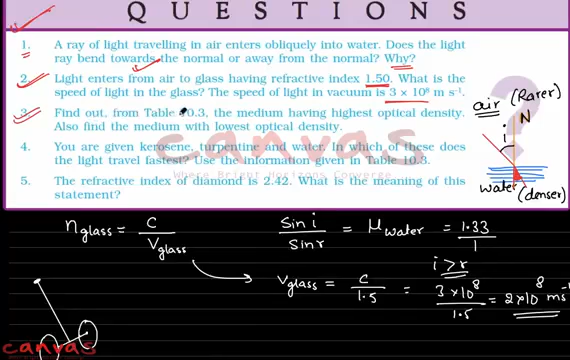 QUESTIONS
1. A ray of light travelling in air enters obliquely into water. Does the light
ray bend towards the normal or away from the normal? Why?
2. Light enters from air to glass having refractive index 1.50. What is the
speed of light in the glass? The speed of light in vacuum is 3 × 10⁸ m s⁻¹.
3. Find out, from Table 10.3, the medium having highest optical density.
Also find the medium with lowest optical density.
4. You are given kerosene, turpentine and water. In which of these does
the light travel fastest? Use the information given in Table 10.3.
5. The refractive index of diamond is 2.42. What is the meaning of this
statement?
canvas
Where Bright Horizons Converge
air (Rarer)
N
i
water (denser)
n glass = C / V glass
Sin i / Sin r = μ water = 1.33 / 1
i > r
V glass = C / 1.5 = 3 × 10⁸ / 1.5 = 2 × 10⁸ ms⁻¹
canvas